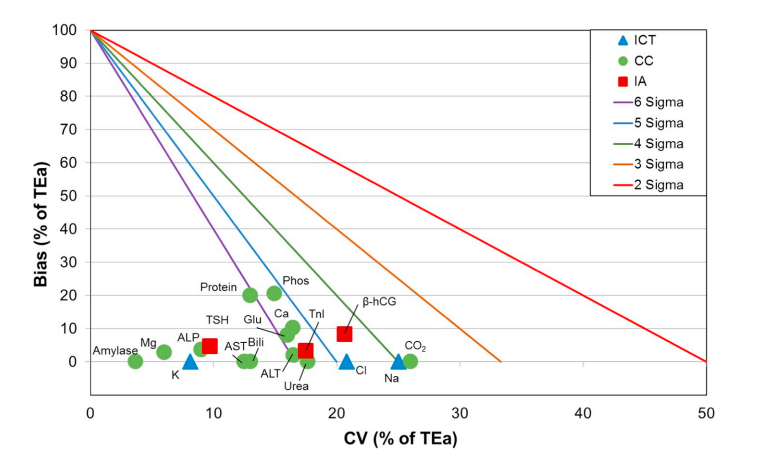 100
90
80
70
60
50
40
30
20
10
0
Bias (% of TEa)
ICT
CC
IA
6 Sigma
5 Sigma
4 Sigma
3 Sigma
2 Sigma
Protein
Phos
β-hCG
TSH
Glu
Ca
TnI
Amylase
Mg
ALP
AST
Bili
CO₂
K
ALT
Urea
Cl
Na
0
10
20
30
40
50
CV (% of TEa)